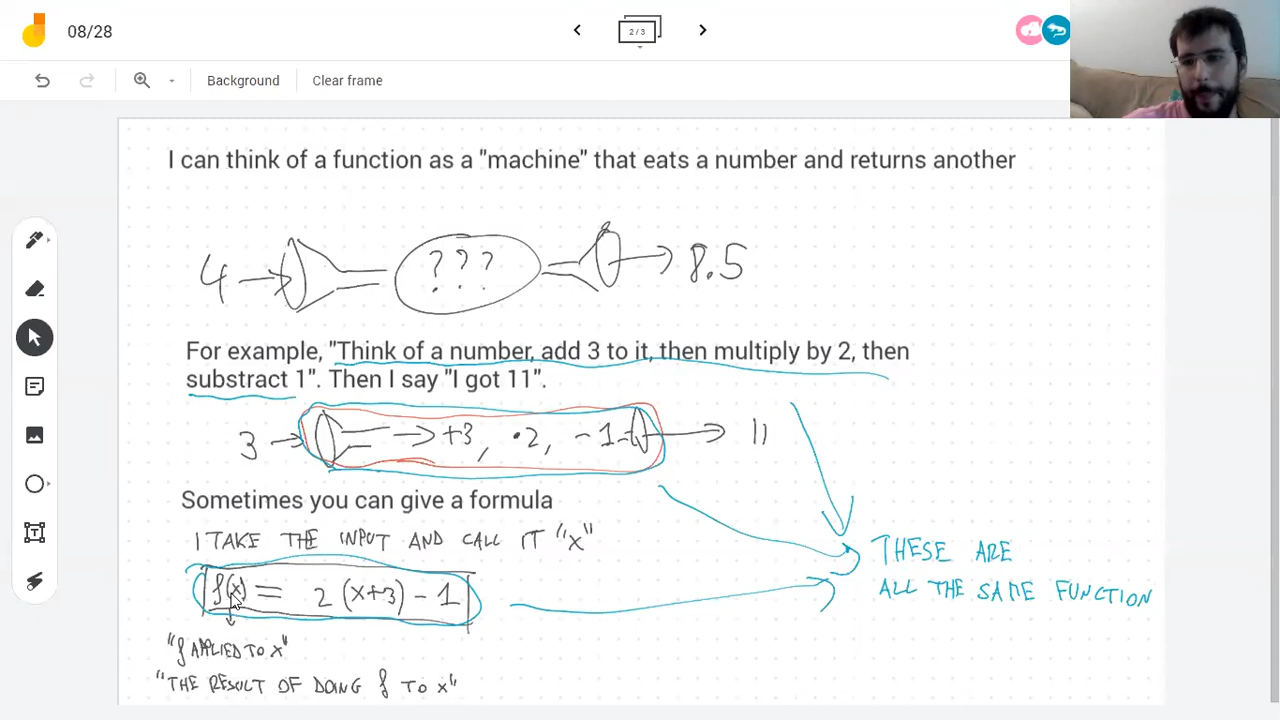 08/28
2 / 3
Background
Clear frame
I can think of a function as a "machine" that eats a number and returns another
4
? ? ?
8.5
For example, "Think of a number, add 3 to it, then multiply by 2, then
substract 1". Then I say "I got 11".
3
+3, ·2, -1
11
Sometimes you can give a formula
I TAKE THE INPUT AND CALL IT "X"
f(x) = 2 (x+3) - 1
THESE ARE
ALL THE SAME FUNCTION
"f APPLIED TO X"
"THE RESULT OF DOING f TO X"